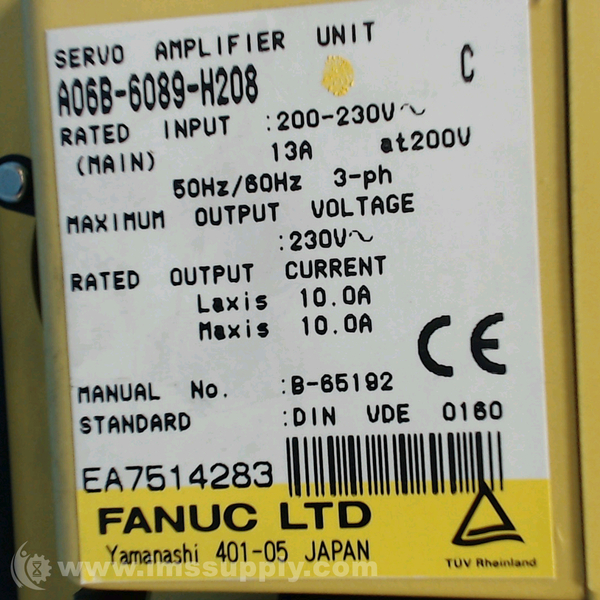 SERVO AMPLIFIER UNIT
A06B-6089-H208 C
RATED INPUT :200-230V~
(MAIN) 13A at200V
50Hz/60Hz 3-ph
MAXIMUM OUTPUT VOLTAGE
:230V~
RATED OUTPUT CURRENT
Laxis 10.0A
Maxis 10.0A
CE
MANUAL No. :B-65192
STANDARD :DIN VDE 0160
EA7514283
FANUC LTD
Yamanashi 401-05 JAPAN
TÜV Rheinland
www.imssupply.com